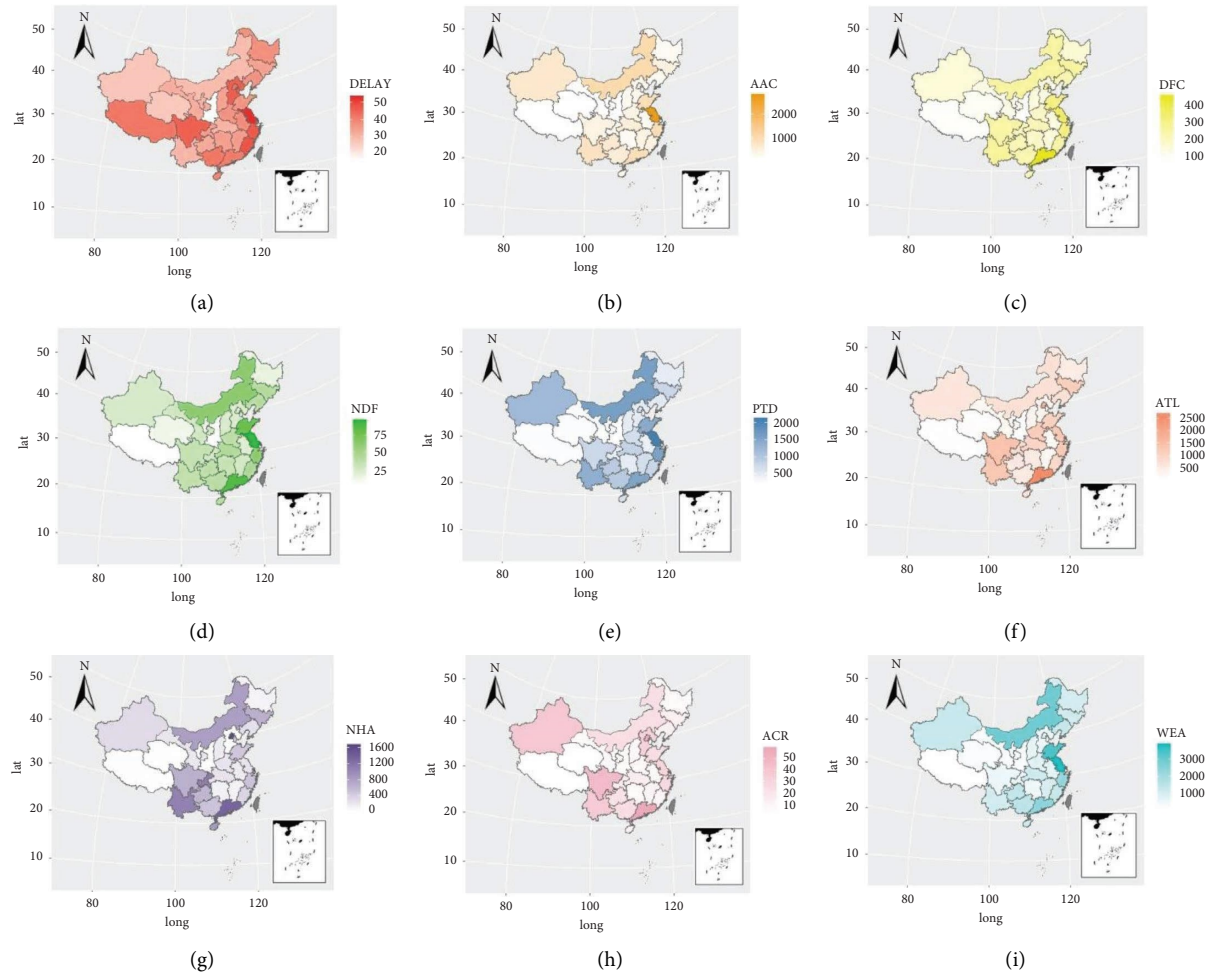 N
50
40
30
20
10
lat
80
100
120
long
DELAY
50
40
30
20
(a)
N
50
40
30
20
10
lat
80
100
120
long
AAC
2000
1000
(b)
N
50
40
30
20
10
lat
80
100
120
long
DFC
400
300
200
100
(c)
N
50
40
30
20
10
lat
80
100
120
long
NDF
75
50
25
(d)
N
50
40
30
20
10
lat
80
100
120
long
PTD
2000
1500
1000
500
(e)
N
50
40
30
20
10
lat
80
100
120
long
ATL
2500
2000
1500
1000
500
(f)
N
50
40
30
20
10
lat
80
100
120
long
NHA
1600
1200
800
400
0
(g)
N
50
40
30
20
10
lat
80
100
120
long
ACR
50
40
30
20
10
(h)
N
50
40
30
20
10
lat
80
100
120
long
WEA
3000
2000
1000
(i)